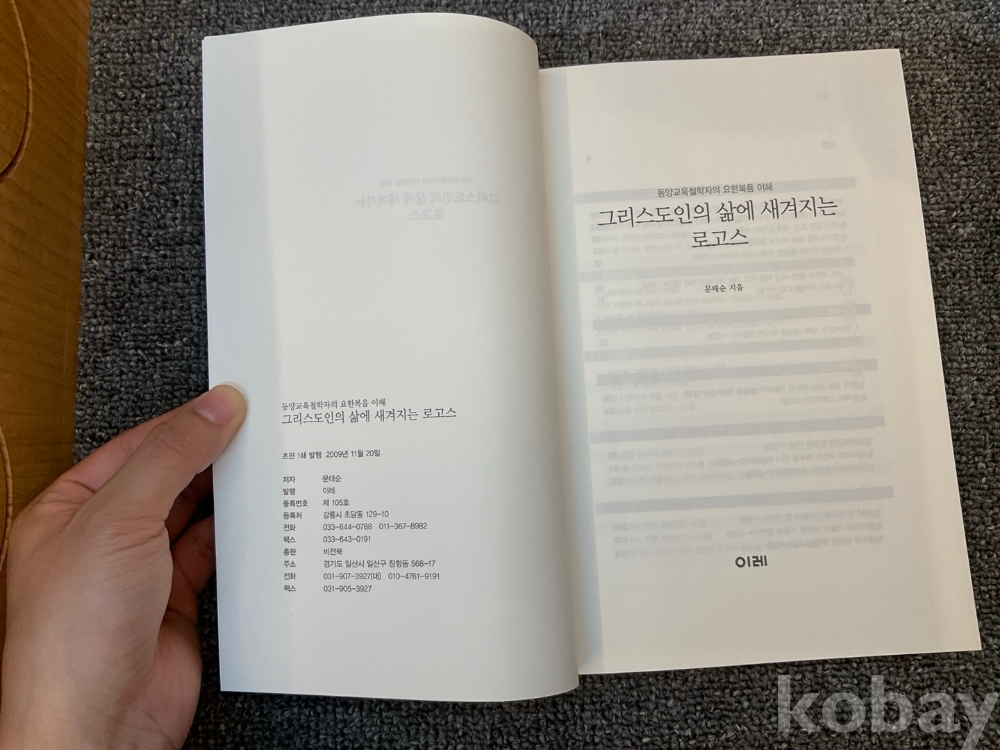 동양교육철학자의 요한복음 이해
그리스도인의 삶에 새겨지는 로고스
초판 1쇄 발행 2009년 11월 20일
저자 문태순
발행 이레
등록번호 제 105호
등록처 강릉시 초당동 129-10
전화 033-644-0788 011-367-8982
팩스 033-643-0191
총판 비전북
주소 경기도 일산시 일산구 장항동 568-17
전화 031-907-3927(대) 010-4761-9191
팩스 031-905-3927
동양교육철학자의 요한복음 이해
그리스도인의 삶에 새겨지는
로고스
문태순 지음
이레
kobay